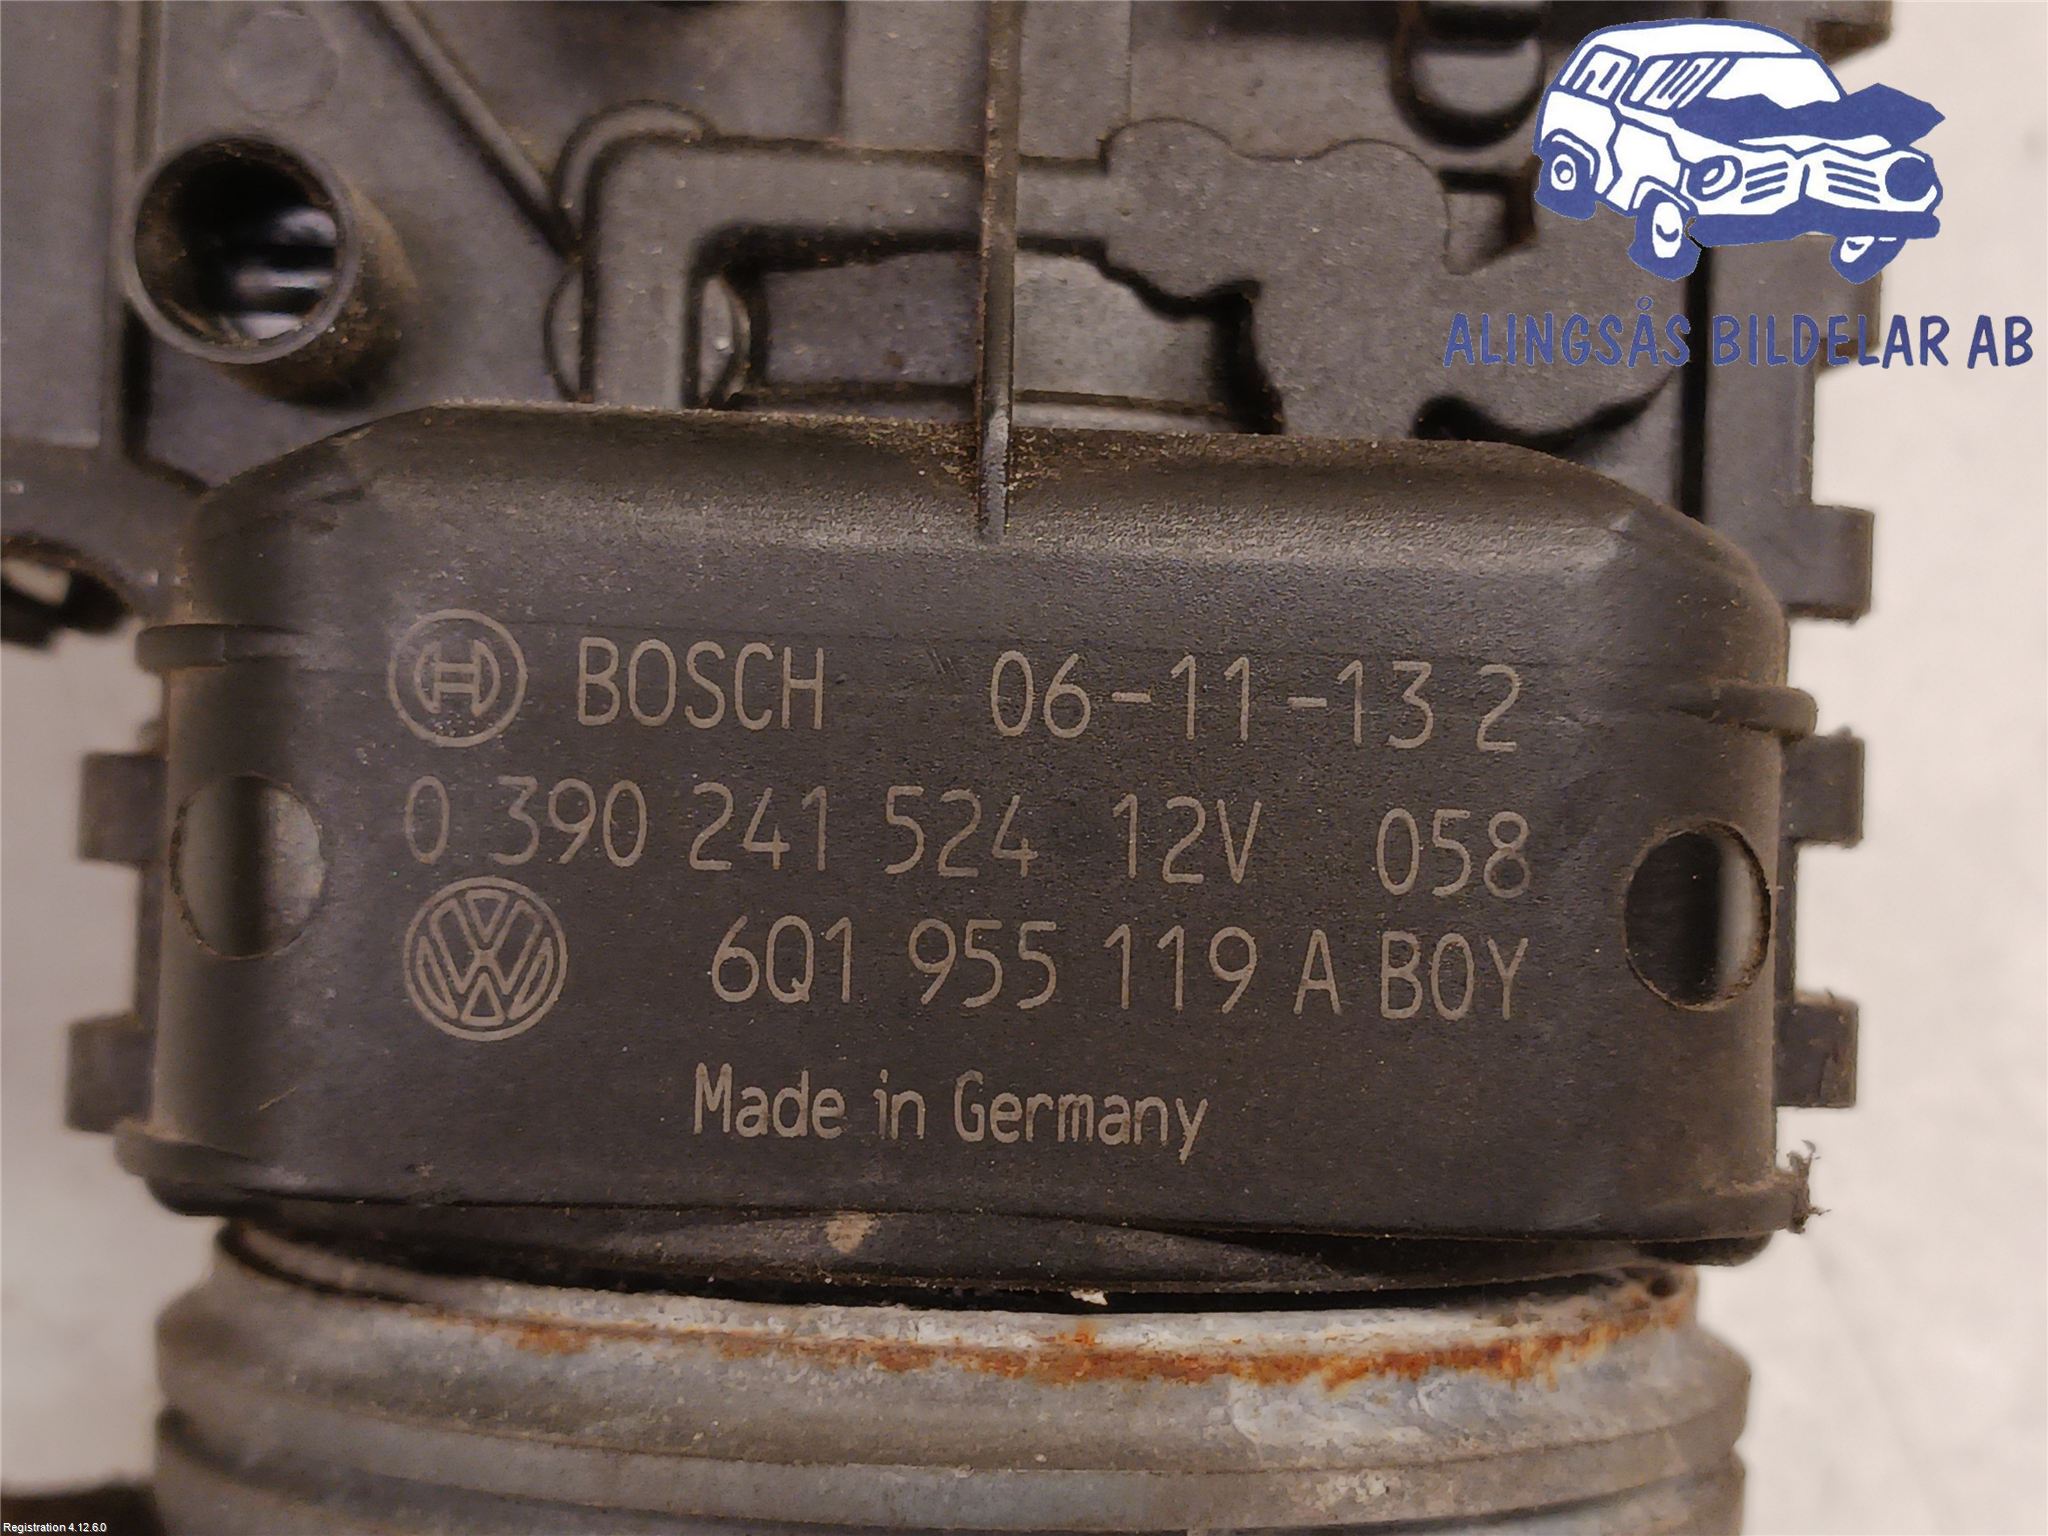 ALINGSÅS BILDELAR AB
BOSCH 06-11-13 2
0 390 241 524 12V 058
6Q1 955 119 A BOY
Made in Germany
Registration 4.12.6.0